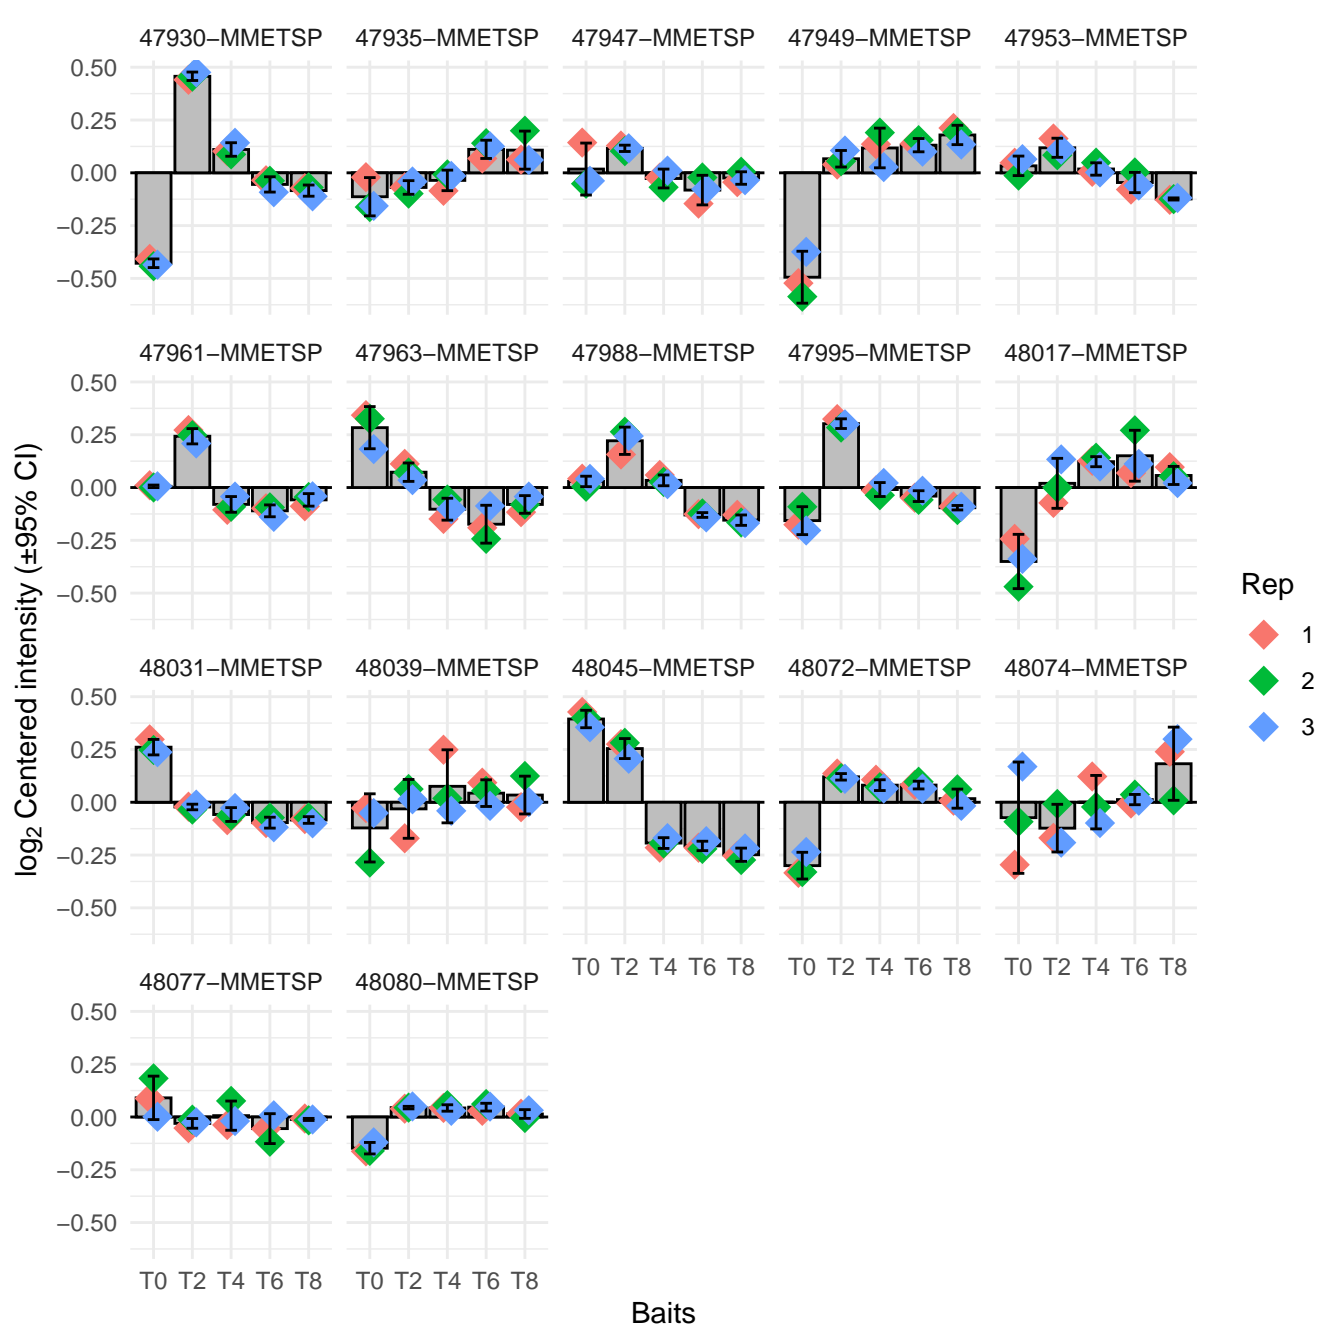 47930−MMETSP 47935−MMETSP 47947−MMETSP 47949−MMETSP 47953−MMETSP
0.50
0.25
0.00
−0.25
−0.50
47961−MMETSP 47963−MMETSP 47988−MMETSP 47995−MMETSP 48017−MMETSP
0.50
0.25
0.00
−0.25
−0.50
48031−MMETSP 48039−MMETSP 48045−MMETSP 48072−MMETSP 48074−MMETSP
0.50
0.25
0.00
−0.25
−0.50
T0 T2 T4 T6 T8 T0 T2 T4 T6 T8 T0 T2 T4 T6 T8
48077−MMETSP 48080−MMETSP
0.50
0.25
0.00
−0.25
−0.50
T0 T2 T4 T6 T8 T0 T2 T4 T6 T8
Baits
log2 Centered intensity (±95% CI)
Rep
1
2
3